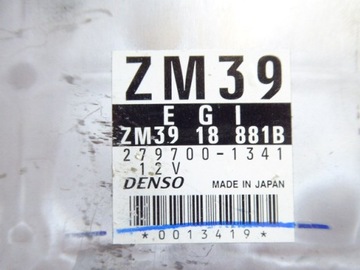 ZM39
EGI
ZM39 18 881B
279700-1341
12V
DENSO MADE IN JAPAN
*0013419*